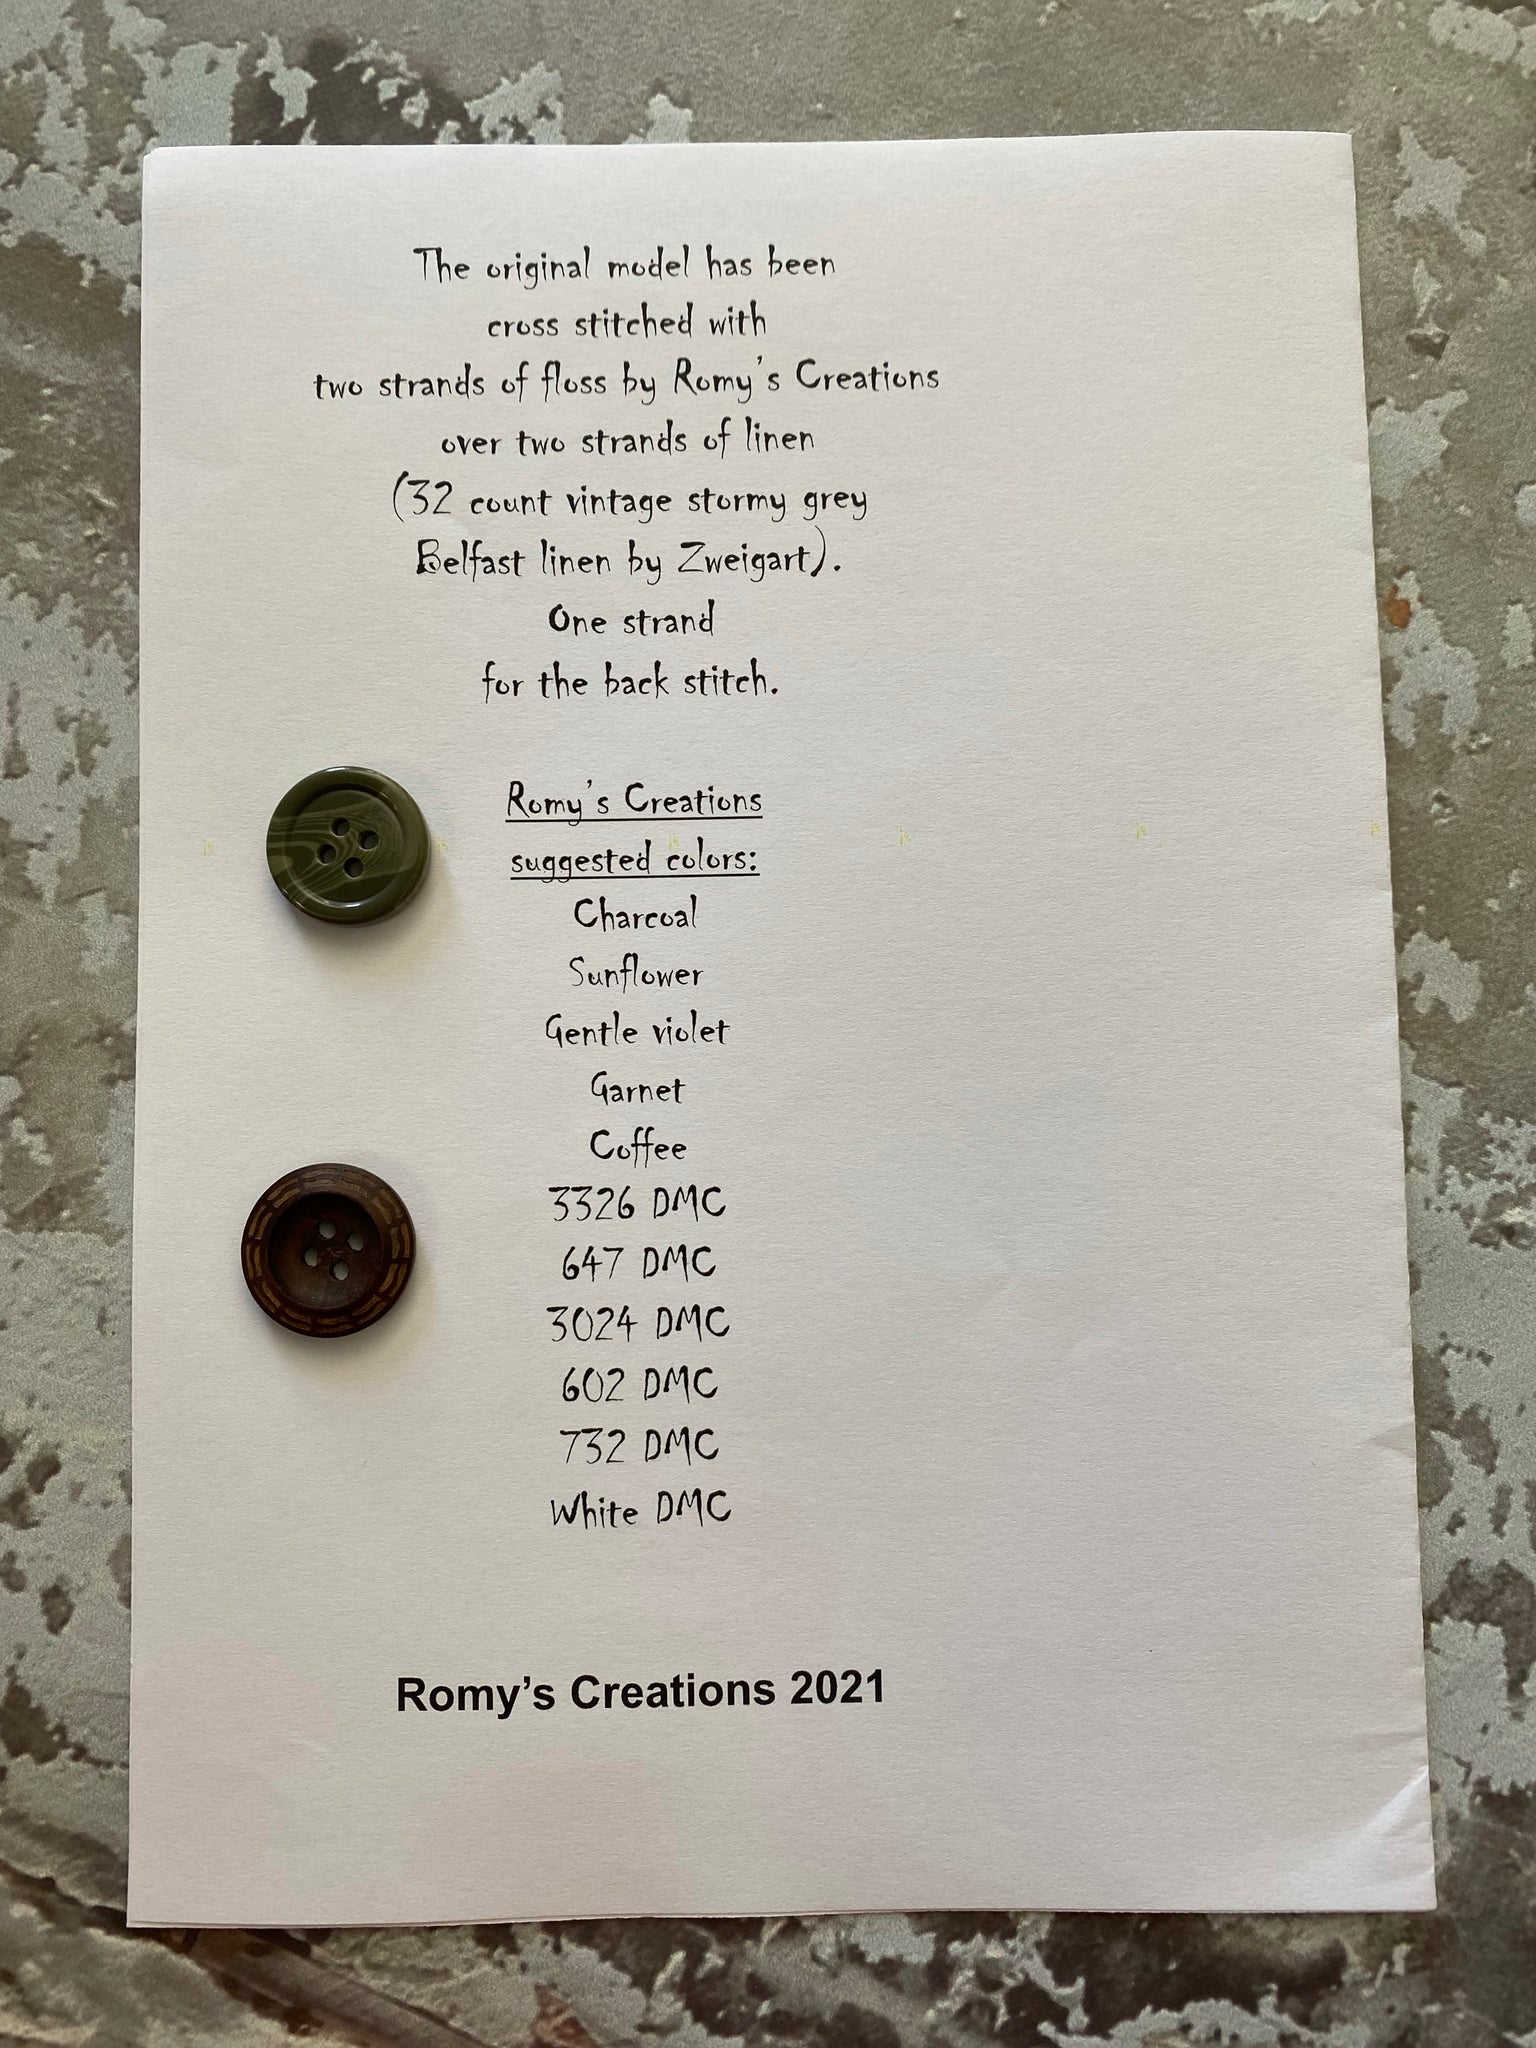 The original model has been
cross stitched with
two strands of floss by Romy's Creations
over two strands of linen
(32 count vintage stormy grey
Belfast linen by Zweigart).
One strand
for the back stitch.
Romy's Creations
suggested colors:
Charcoal
Sunflower
Gentle violet
Garnet
Coffee
3326 DMC
647 DMC
3024 DMC
602 DMC
732 DMC
White DMC
Romy's Creations 2021